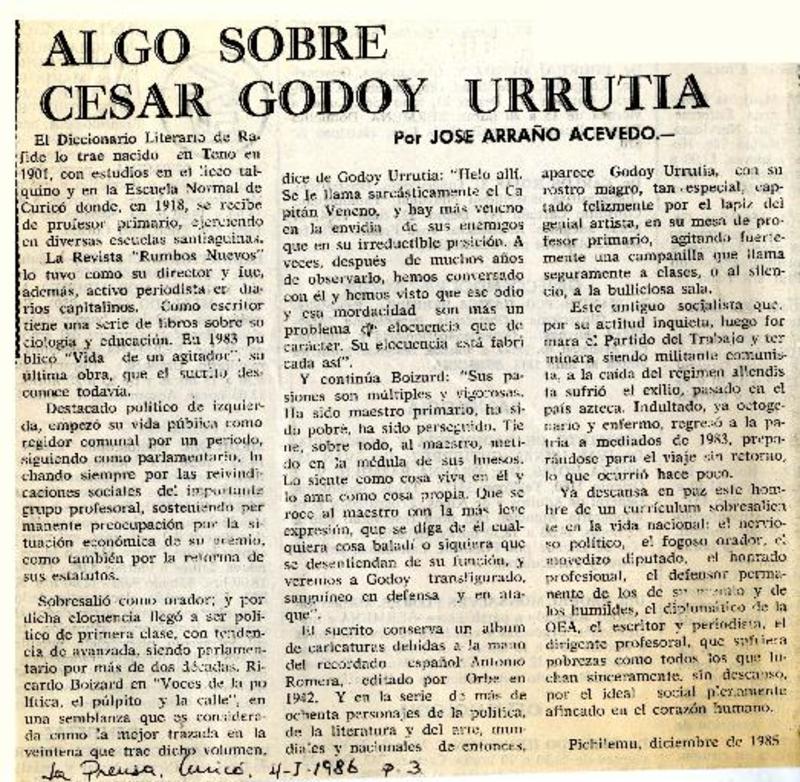 ALGO SOBRE
CESAR GODOY URRUTIA
Por JOSE ARRAÑO ACEVEDO.—
El Diccionario Literario de Ra-
fide lo trae nacido en Teno en
1901, con estudios en el liceo tal-
quino y en la Escuela Normal de
Curicó donde, en 1918, se recibe
de profesor primario, ejerciendo
en diversas escuelas santiaguinas.
La Revista "Rumbos Nuevos"
lo tuvo como su director y fue,
además, activo periodista en dia-
rios capitalinos. Como escritor
tiene una serie de libros sobre so
ciología y educación. En 1983 pu
blicó "Vida de un agitador", su
última obra, que el sucrito des-
conoce todavía.
Destacado político de izquier-
da, empezó su vida pública como
regidor comunal por un período,
siguiendo como parlamentario, lu
chando siempre por las reivindi-
caciones sociales del importante
grupo profesoral, sosteniendo per
manente preocupación por la si-
tuación económica de su gremio,
como también por la reforma de
sus estatutos.
Sobresalió como orador; y por
dicha elocuencia llegó a ser polí-
tico de primera clase, con tenden-
cia de avanzada, siendo parlamen-
tario por más de dos décadas. Ri-
cardo Boizard en "Voces de la po
lítica, el púlpito y la calle", en
una semblanza que es considera-
da como la mejor trazada en la
veintena que trae dicho volumen,
dice de Godoy Urrutia: "Helo allí.
Se le llama sarcásticamente el Ca
pitán Veneno, y hay más veneno
en la envidia de sus enemigos
que en su irreductible posición. A
veces, después de muchos años
de observarlo, hemos conversado
con él y hemos visto que ese odio
y esa mordacidad son más un
problema de elocuencia que de
carácter. Su elocuencia está fabri
cada así".
Y continúa Boizard: "Sus pa-
siones son múltiples y vigorosas.
Ha sido maestro primario, ha si-
do pobre, ha sido perseguido. Tie
ne, sobre todo, al maestro, meti-
do en la médula de sus huesos.
Lo siente como cosa viva en él y
lo ama como cosa propia. Que se
roce al maestro con la más leve
expresión, que se diga de él cual-
quiera cosa baladí o siquiera que
se desentiendan de su función, y
veremos a Godoy transfigurado,
sanguíneo en defensa y en ata-
que".
El sucrito conserva un album
de caricaturas debidas a la mano
del recordado español Antonio
Romera, editado por Orbe en
1942. Y en la serie de más de
ochenta personajes de la política,
de la literatura y del arte, mun-
diales y nacionales de entonces,
aparece Godoy Urrutia, con su
rostro magro, tan especial, cap-
tado felizmente por el lapiz del
genial artista, en su mesa de pro-
fesor primario, agitando fuerte-
mente una campanilla que llama
seguramente a clases, o al silen-
cio, a la bulliciosa sala.
Este antiguo socialista que,
por su actitud inquieta, luego for
mara el Partido del Trabajo y ter
minara siendo militante comunis-
ta, a la caída del régimen allendis
ta sufrió el exilio, pasado en el
país azteca. Indultado, ya octoge-
nario y enfermo, regresó a la pa-
tria a mediados de 1983, prepa-
rándose para el viaje sin retorno,
lo que ocurrió hace poco.
Ya descansa en paz este hom-
bre de un currículum sobresalien
te en la vida nacional: el nervio-
so político, el fogoso orador, el
movedizo diputado, el honrado
profesional, el defensor perma-
nente de los de su gremio y de
los humildes, el diplomático de la
OEA, el escritor y periodista, el
dirigente profesoral, que sufriera
pobrezas como todos los que lu-
chan sinceramente, sin descanso,
por el ideal social plenamente
afincado en el corazón humano.
Pichilemu, diciembre de 1985
La Prensa, Curicó, 4-I-1986 p. 3